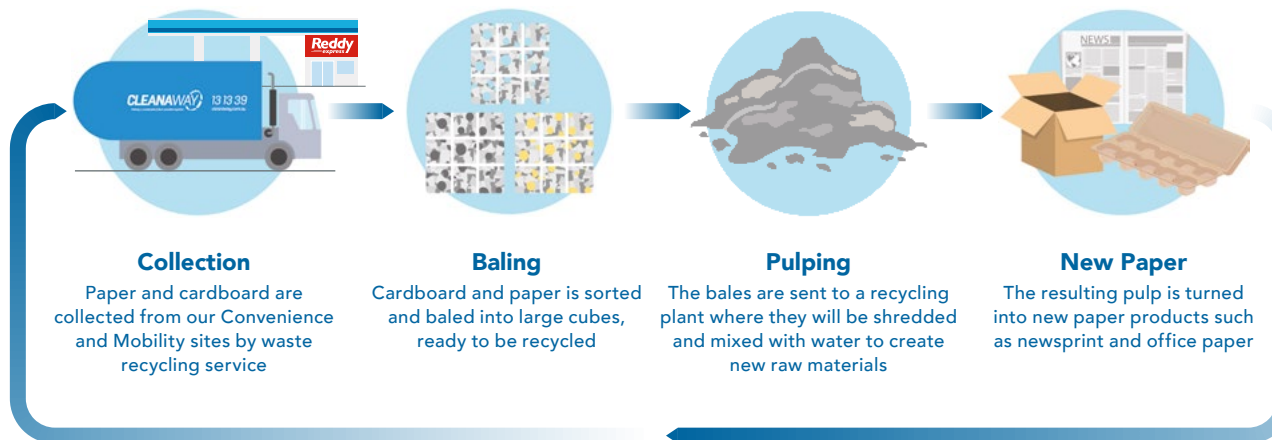 Reddy
express
CLEANAWAY
13 13 39
NEWS
Collection
Paper and cardboard are
collected from our Convenience
and Mobility sites by waste
recycling service
Baling
Cardboard and paper is sorted
and baled into large cubes,
ready to be recycled
Pulping
The bales are sent to a recycling
plant where they will be shredded
and mixed with water to create
new raw materials
New Paper
The resulting pulp is turned
into new paper products such
as newsprint and office paper